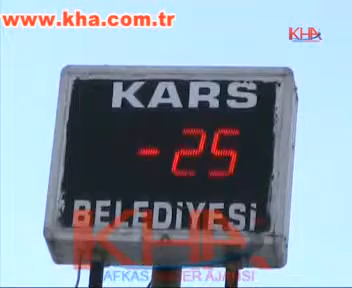 www.kha.com.tr
KHA
KARS
-25
BELEDİYESİ
KHA
KAFKAS HABER AJANSI